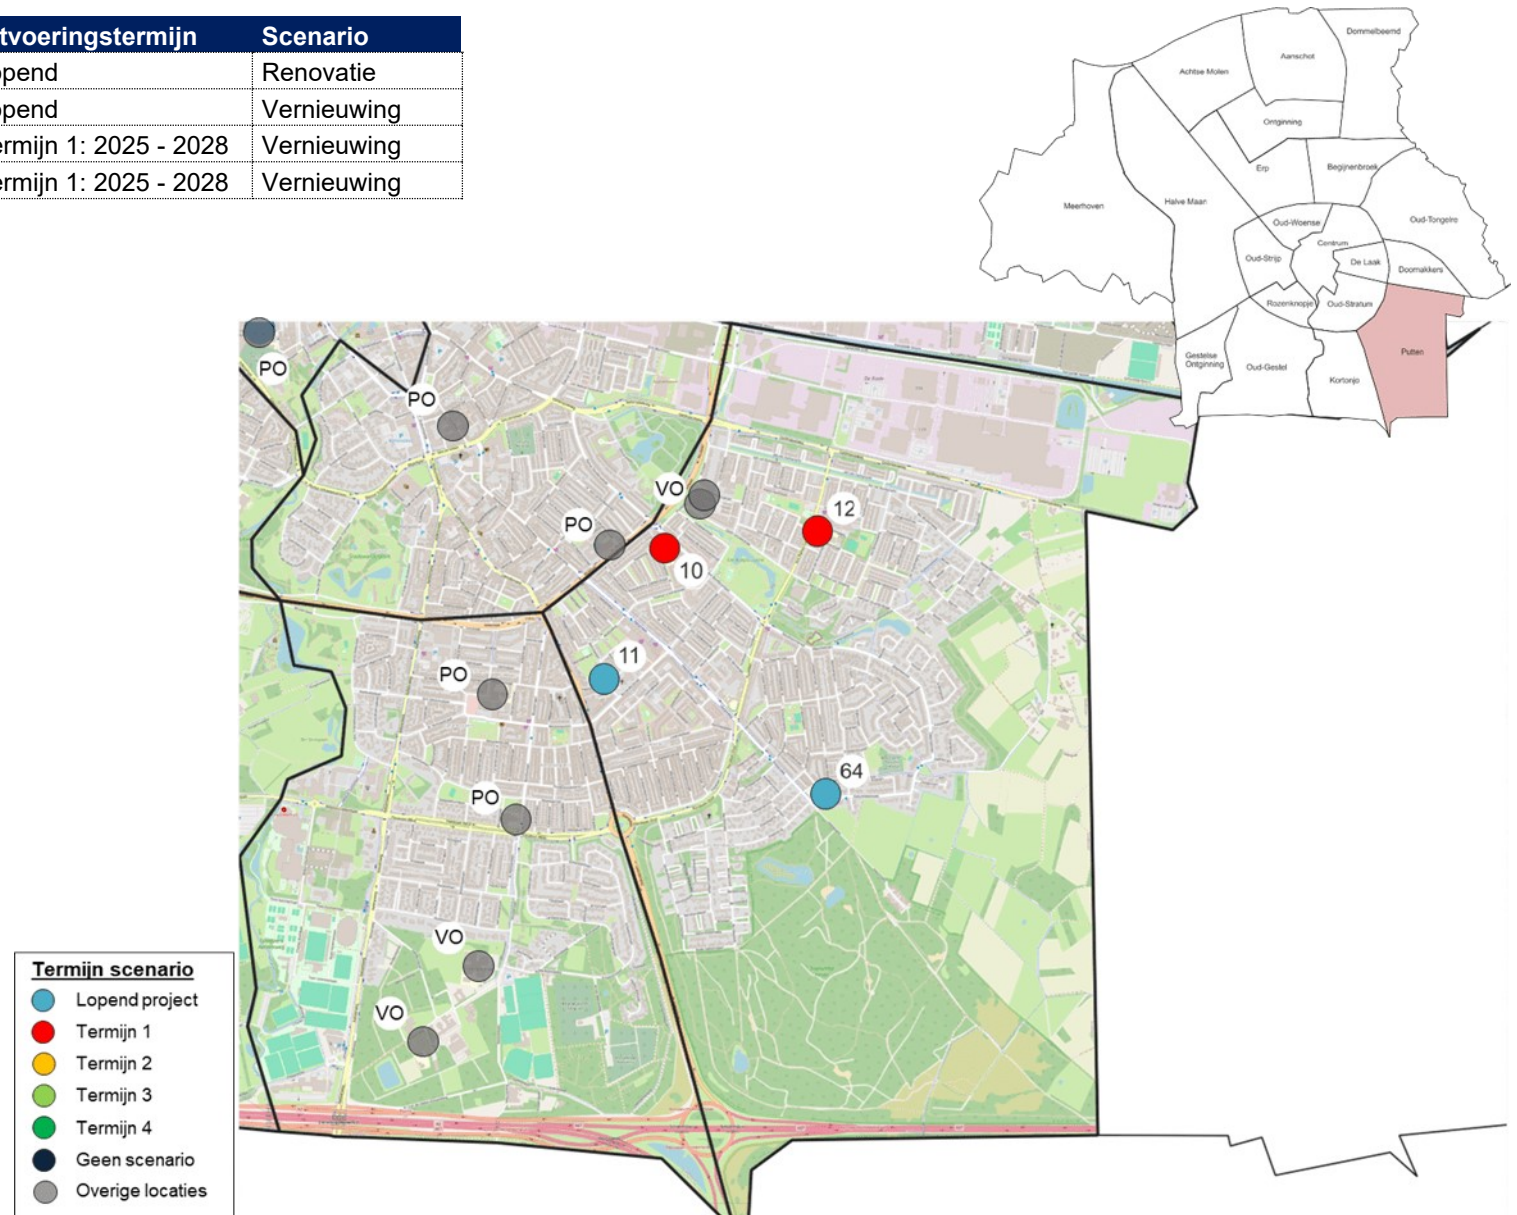 tvoeringstermijn Scenario
pend Renovatie
pend Vernieuwing
ermijn 1: 2025 - 2028 Vernieuwing
ermijn 1: 2025 - 2028 Vernieuwing
Dommelbeemd
Aanschot
Achtse Molen
Ontginning
Erp
Begijnenbroek
Meerhoven
Halve Maan
Oud-Woensel
Oud-Tongelre
Centrum
Oud-Strijp
De Laak
Doornakkers
Rozenknopje
Oud-Stratum
Putten
Gestelse
Ontginning
Oud-Gestel
Kortonjo
PO
PO
VO
12
PO
10
11
PO
64
PO
VO
VO
Termijn scenario
Lopend project
Termijn 1
Termijn 2
Termijn 3
Termijn 4
Geen scenario
Overige locaties